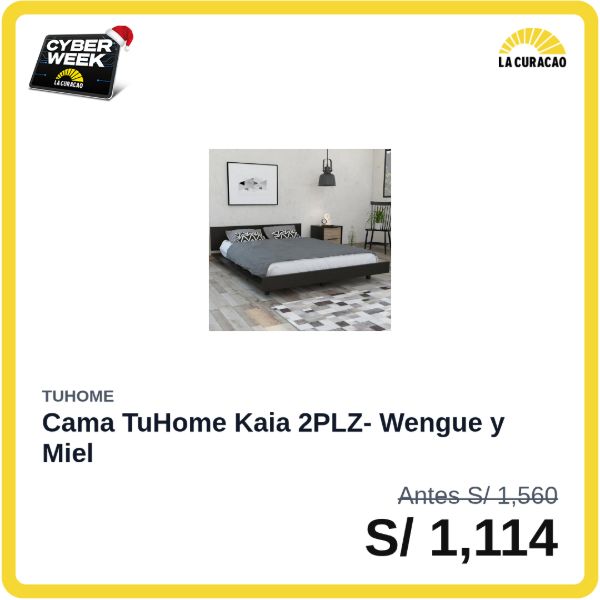 CYBER
WEEK
LA CURACAO
LA CURACAO
TUHOME
Cama TuHome Kaia 2PLZ- Wengue y
Miel
Antes S/ 1,560
S/ 1,114